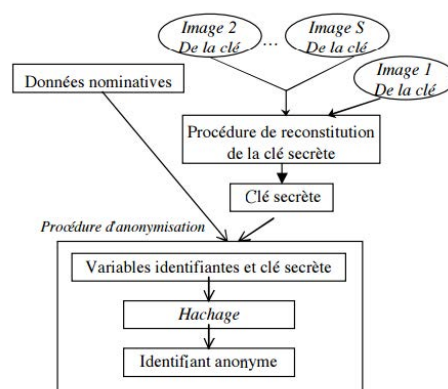 Image 2
De la clé
...
Image S
De la clé
Image 1
De la clé
Données nominatives
Procédure de reconstitution
de la clé secrète
Clé secrète
Procédure d'anonymisation
Variables identifiantes et clé secrète
Hachage
Identifiant anonyme